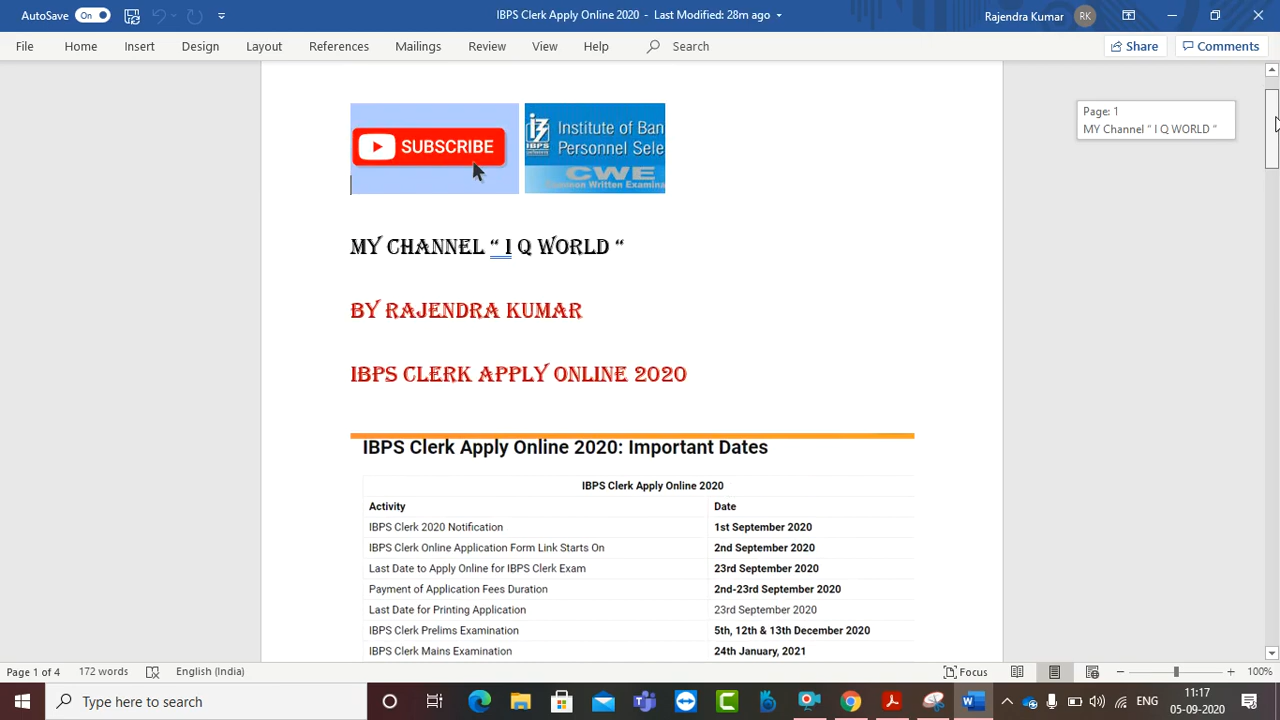 AutoSave On IBPS Clerk Apply Online 2020 - Last Modified: 28m ago Rajendra Kumar RK
File Home Insert Design Layout References Mailings Review View Help Search Share Comments
Page: 1
MY Channel “ I Q WORLD “
SUBSCRIBE
IBPS
Institute of Ban
Personnel Sele
CWE
MY CHANNEL “ I Q WORLD “
BY RAJENDRA KUMAR
IBPS CLERK APPLY ONLINE 2020
IBPS Clerk Apply Online 2020: Important Dates
IBPS Clerk Apply Online 2020
Activity Date
IBPS Clerk 2020 Notification 1st September 2020
IBPS Clerk Online Application Form Link Starts On 2nd September 2020
Last Date to Apply Online for IBPS Clerk Exam 23rd September 2020
Payment of Application Fees Duration 2nd-23rd September 2020
Last Date for Printing Application 23rd September 2020
IBPS Clerk Prelims Examination 5th, 12th & 13th December 2020
IBPS Clerk Mains Examination 24th January, 2021
Page 1 of 4 172 words English (India) Focus 100%
Type here to search ENG 11:17
05-09-2020